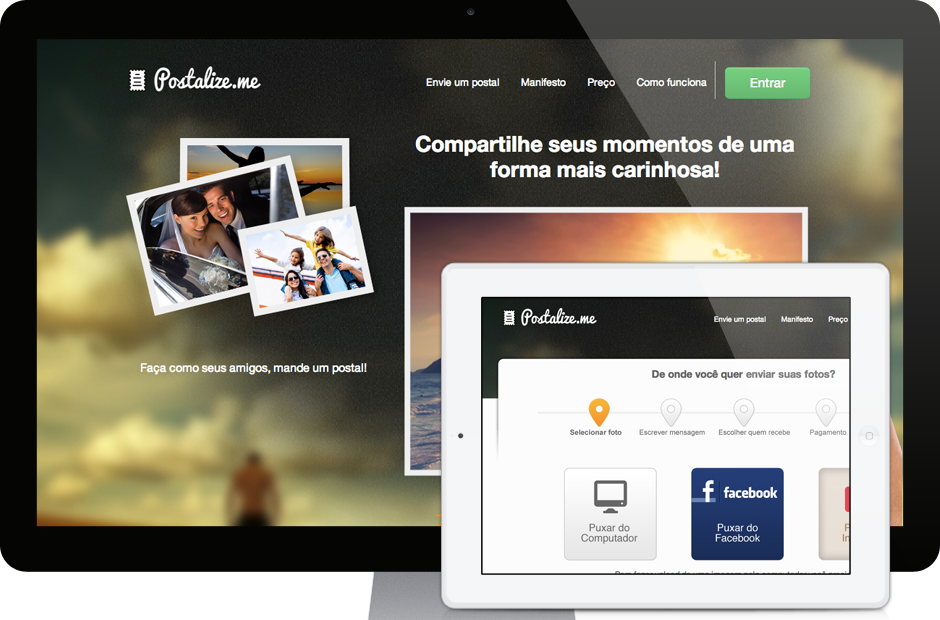 Postalize.me
Envie um postal
Manifesto
Preço
Como funciona
Entrar
Compartilhe seus momentos de uma
forma mais carinhosa!
Faça como seus amigos, mande um postal!
Postalize.me
Envie um postal
Manifesto
Preço
De onde você quer enviar suas fotos?
Selecionar foto
Escrever mensagem
Escolher quem recebe
Pagamento
Puxar do
Computador
f facebook
Puxar do
Facebook
P
In